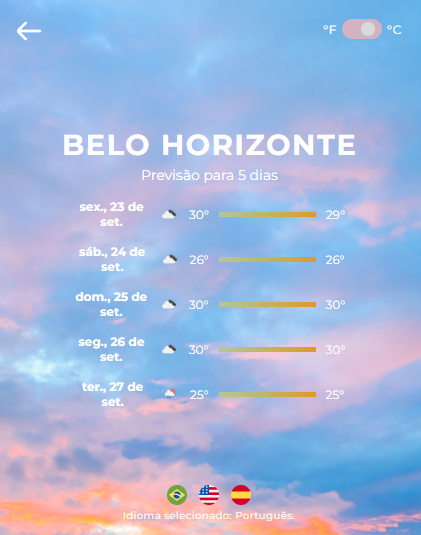 °F °C
BELO HORIZONTE
Previsão para 5 dias
sex., 23 de
set. 30° 29°
sáb., 24 de
set. 26° 26°
dom., 25 de
set. 30° 30°
seg., 26 de
set. 30° 30°
ter., 27 de
set. 25° 25°
Idioma selecionado: Português.